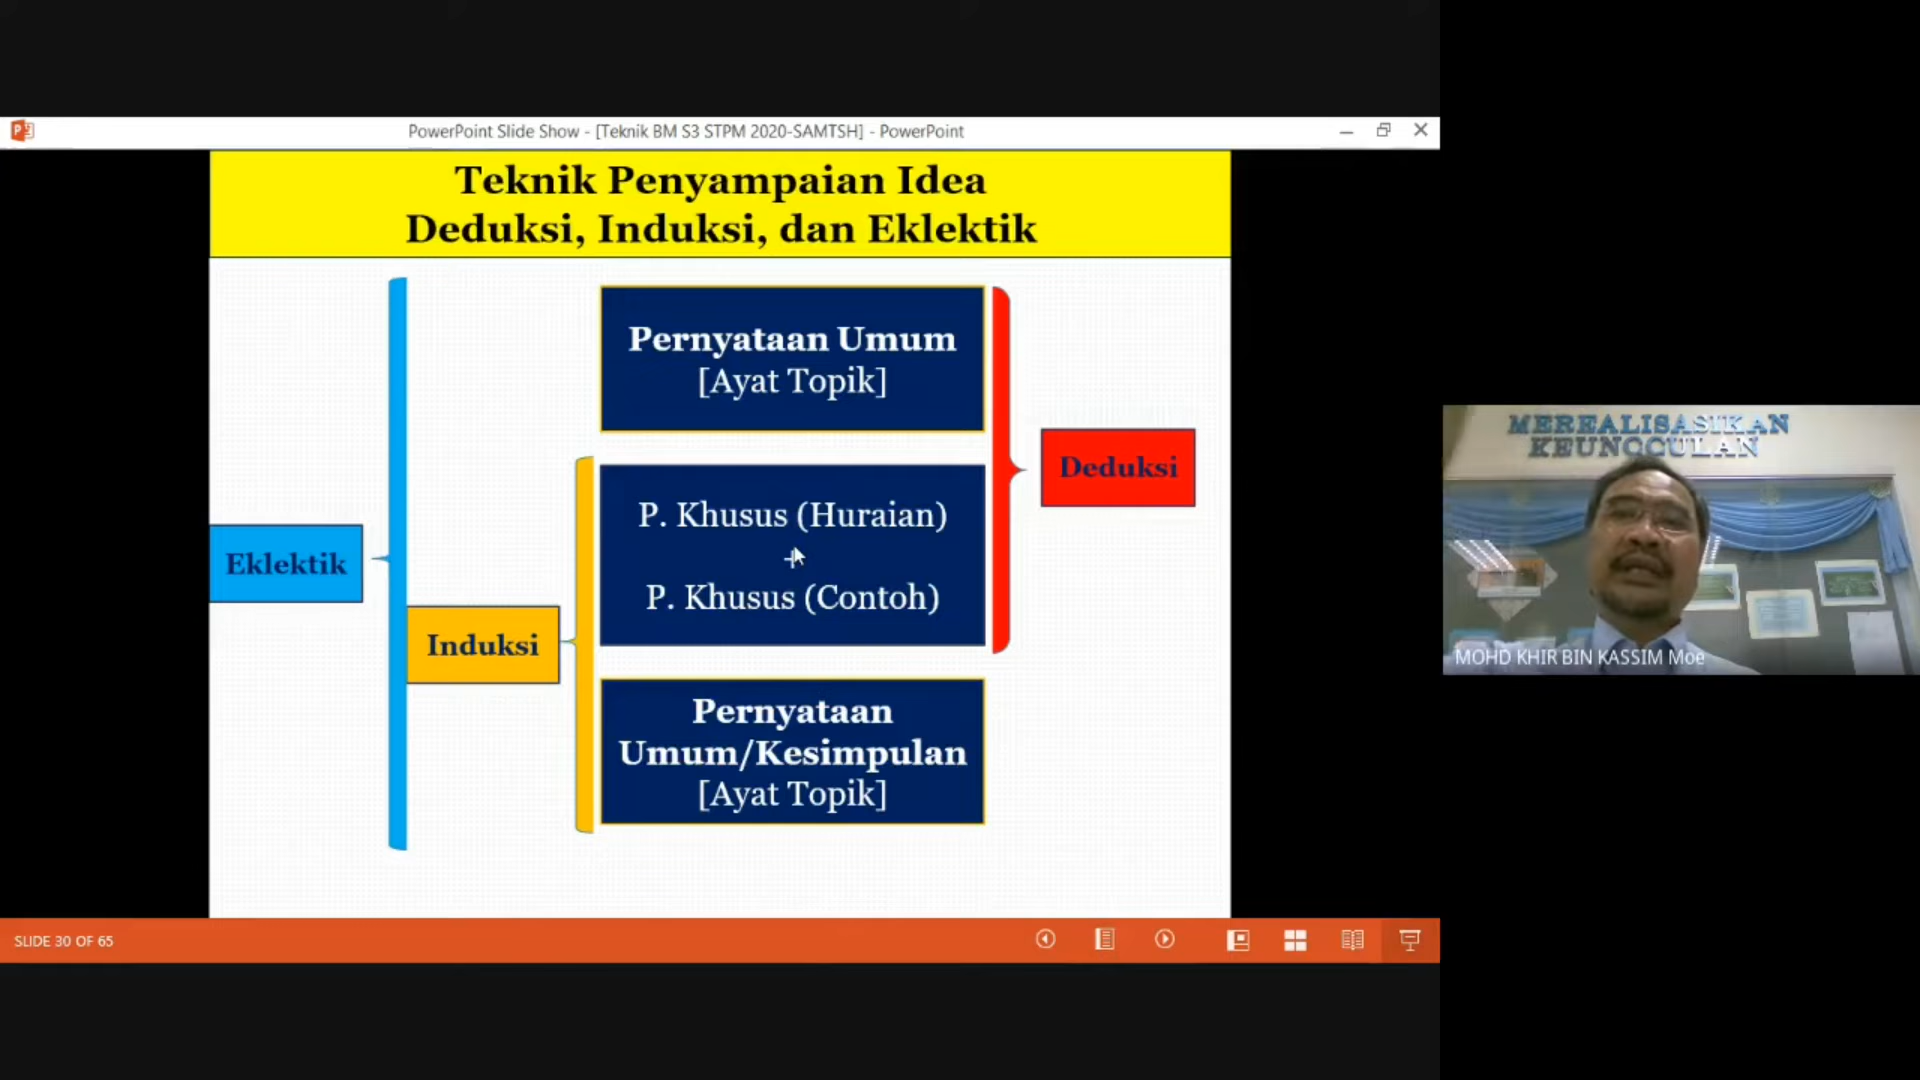 PowerPoint Slide Show - [Teknik BM S3 STPM 2020-SAMTSH] - PowerPoint
Teknik Penyampaian Idea
Deduksi, Induksi, dan Eklektik
Pernyataan Umum
[Ayat Topik]
Deduksi
P. Khusus (Huraian)
+
P. Khusus (Contoh)
Eklektik
Induksi
Pernyataan
Umum/Kesimpulan
[Ayat Topik]
SLIDE 30 OF 65
MEREALISASIKAN
KEUNGGULAN
MOHD KHIR BIN KASSIM Moe